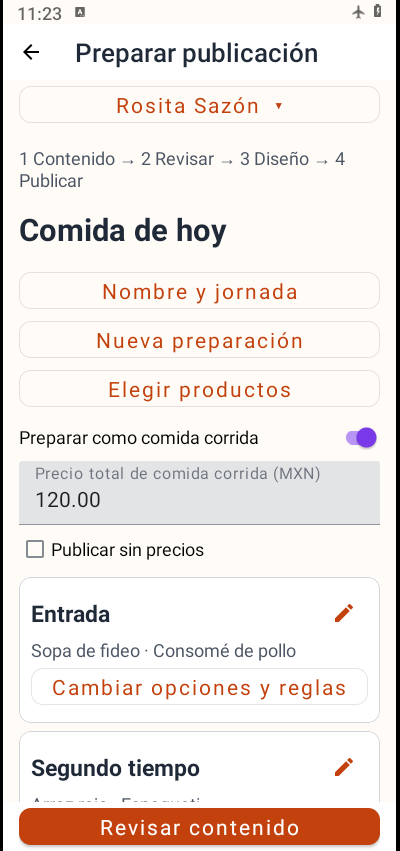 11:23
Preparar publicación
Rosita Sazón
1 Contenido → 2 Revisar → 3 Diseño → 4
Publicar
Comida de hoy
Nombre y jornada
Nueva preparación
Elegir productos
Preparar como comida corrida
Precio total de comida corrida (MXN)
120.00
Publicar sin precios
Entrada
Sopa de fideo · Consomé de pollo
Cambiar opciones y reglas
Segundo tiempo
Revisar contenido